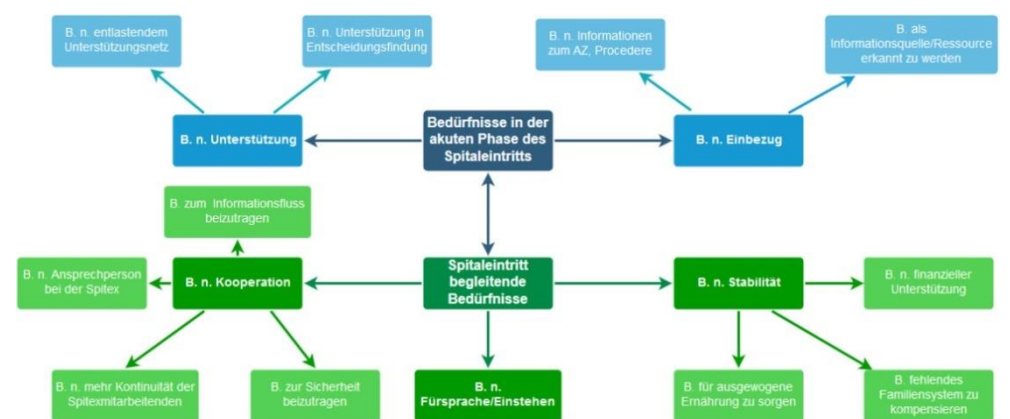 B. n. entlastendem
Unterstützungsnetz
B. n. Unterstützung in
Entscheidungsfindung
B. n. Informationen
zum AZ, Procedere
B. als
Informationsquelle/Ressource
erkannt zu werden
B. n. Unterstützung
Bedürfnisse in der
akuten Phase des
Spitaleintritts
B. n. Einbezug
B. zum Informationsfluss
beizutragen
B. n. Ansprechperson
bei der Spitex
B. n. Kooperation
Spitaleintritt
begleitende
Bedürfnisse
B. n. Stabilität
B. n. finanzieller
Unterstützung
B. n. mehr Kontinuität der
Spitexmitarbeitenden
B. zur Sicherheit
beizutragen
B. n.
Fürsprache/Einstehen
B. für ausgewogene
Ernährung zu sorgen
B. fehlendes
Familiensystem zu
kompensieren